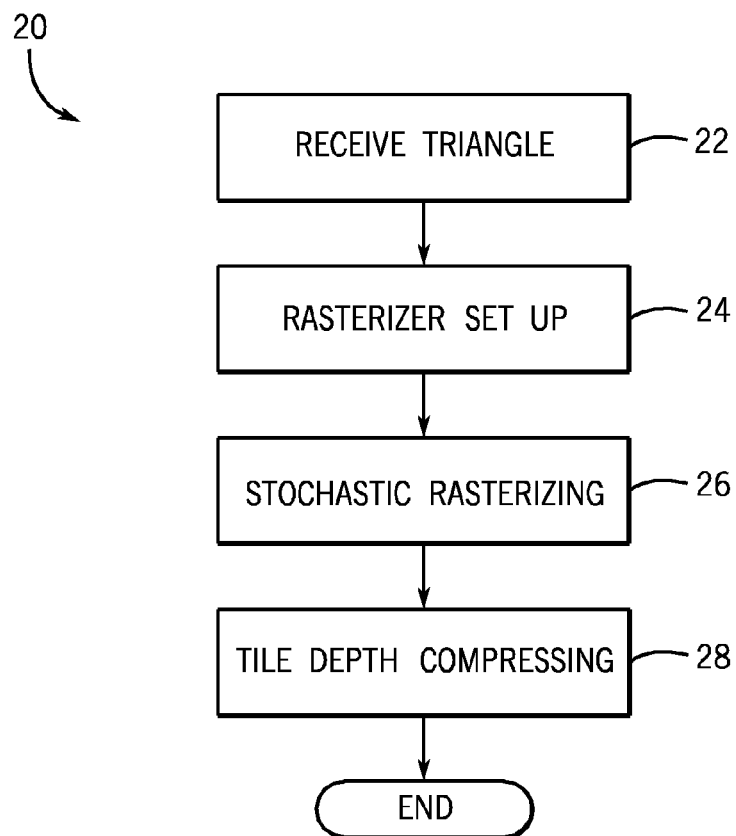 20
RECEIVE TRIANGLE
22
RASTERIZER SET UP
24
STOCHASTIC RASTERIZING
26
TILE DEPTH COMPRESSING
28
END